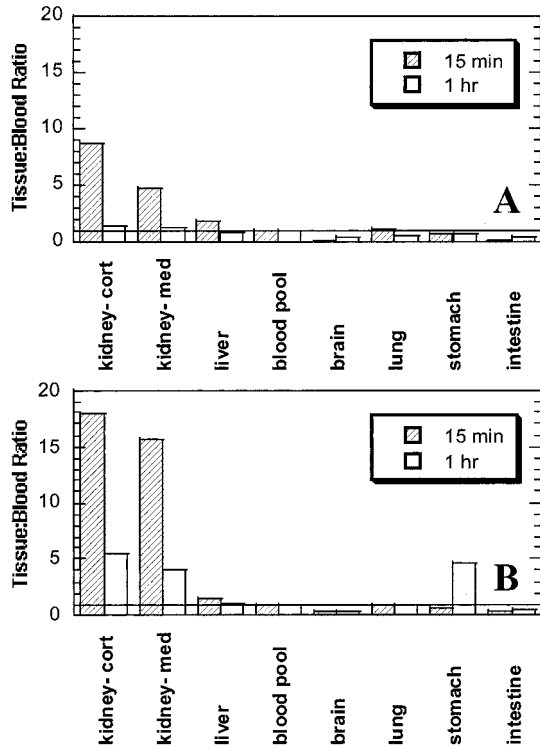 20
15
10
5
0
Tissue:Blood Ratio
15 min
1 hr
A
kidney- cort
kidney- med
liver
blood pool
brain
lung
stomach
intestine
20
15
10
5
0
Tissue:Blood Ratio
15 min
1 hr
B
kidney- cort
kidney- med
liver
blood pool
brain
lung
stomach
intestine